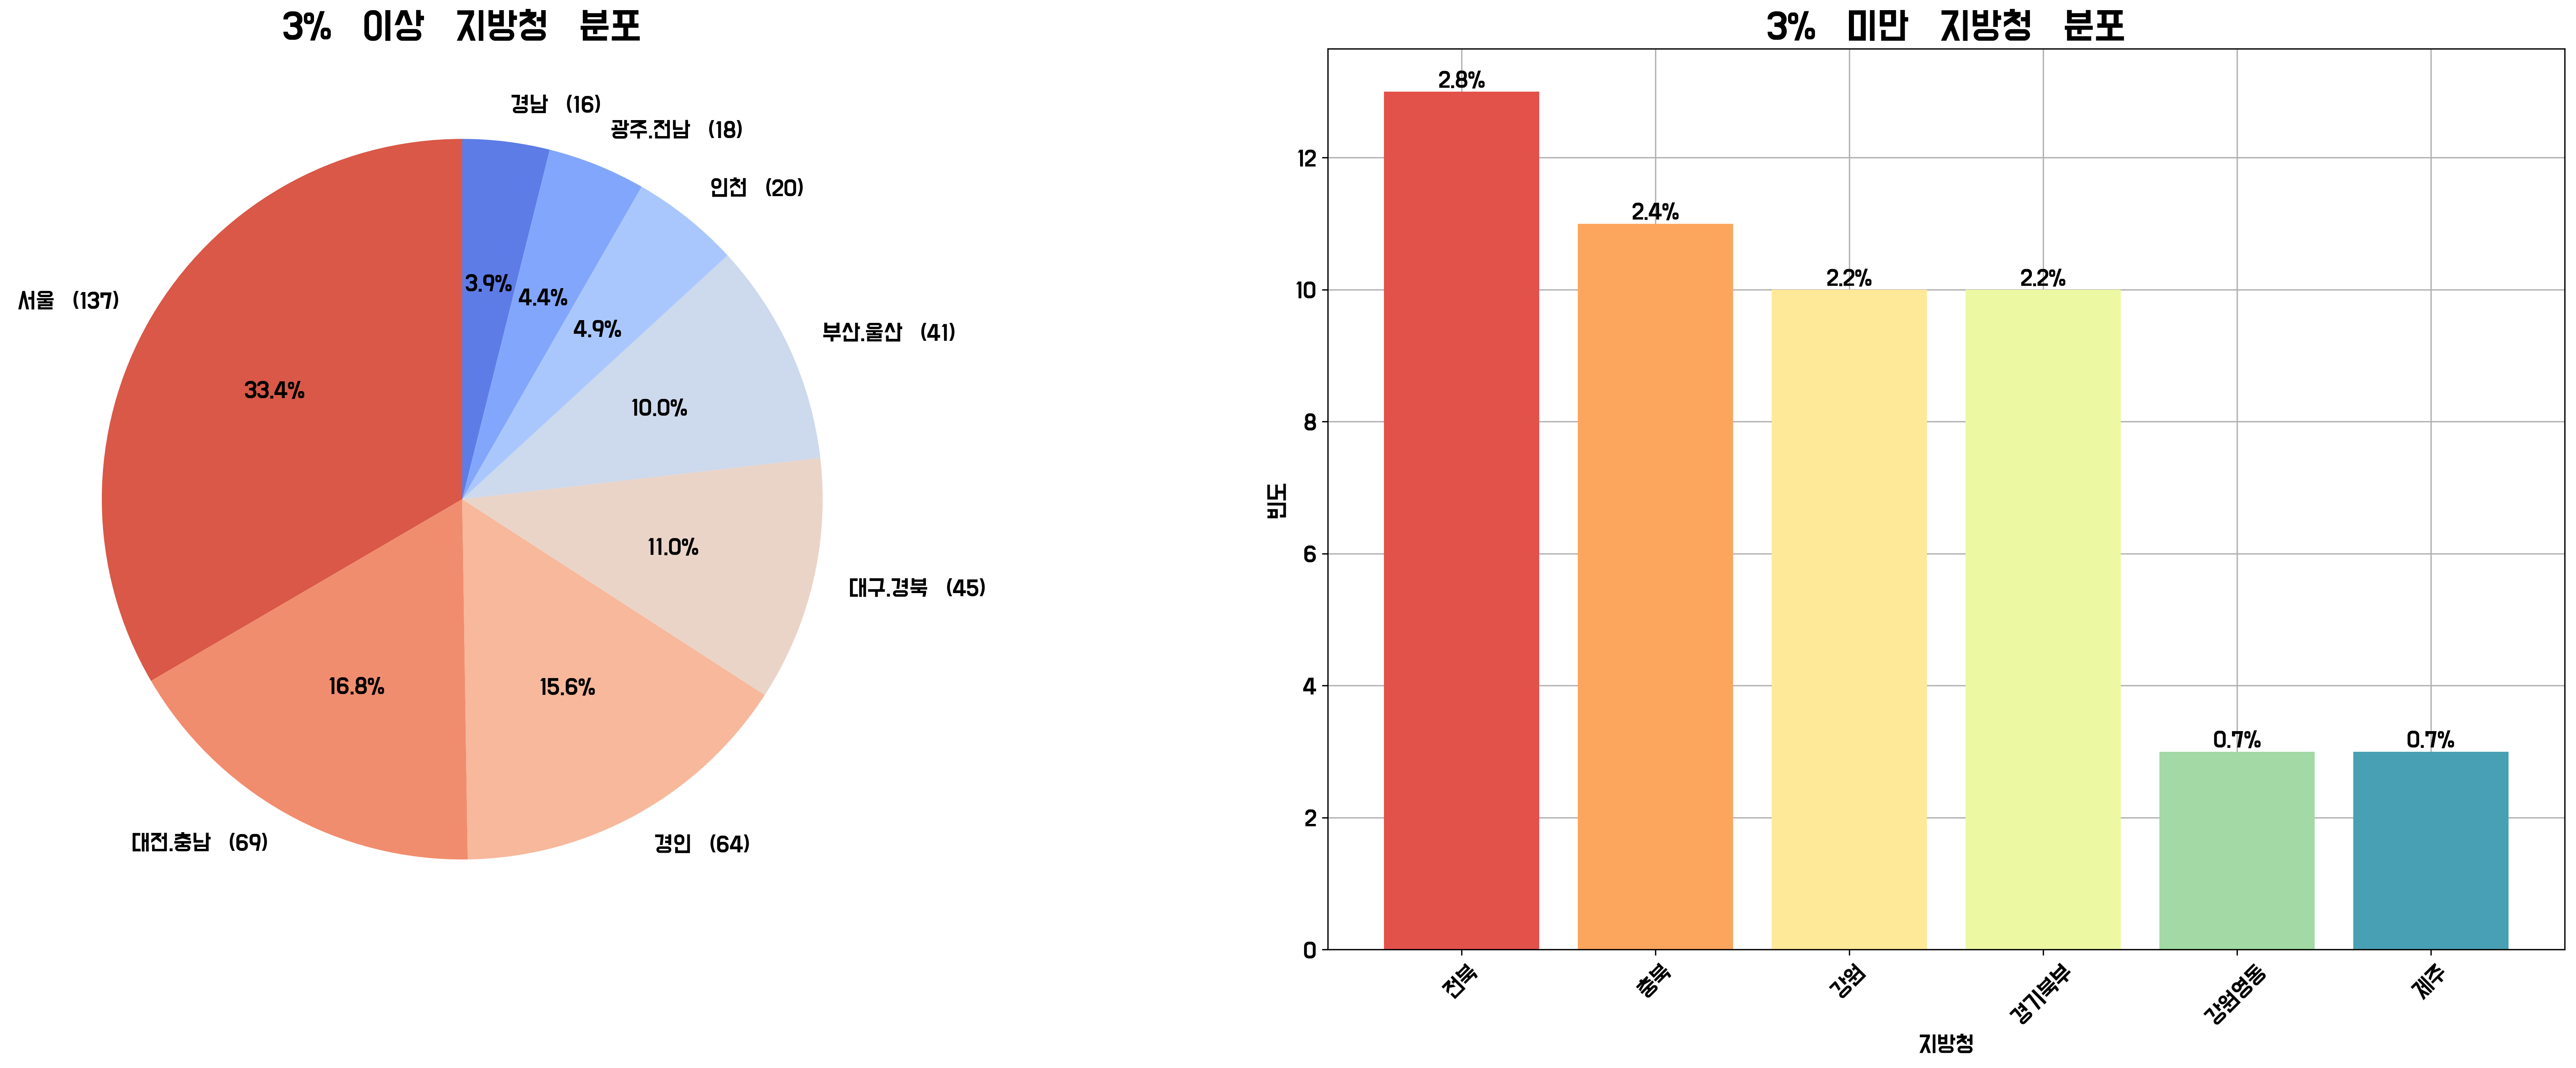 3% 이상 지방청 분포
경남 (16)
광주.전남 (18)
인천 (20)
부산.울산 (41)
대구.경북 (45)
경인 (64)
대전.충남 (69)
서울 (137)
3.9%
4.4%
4.9%
10.0%
11.0%
15.6%
16.8%
33.4%
3% 미만 지방청 분포
빈도
12
10
8
6
4
2
0
2.8%
2.4%
2.2%
2.2%
0.7%
0.7%
전북
충북
강원
경기북부
강원영동
제주
지방청